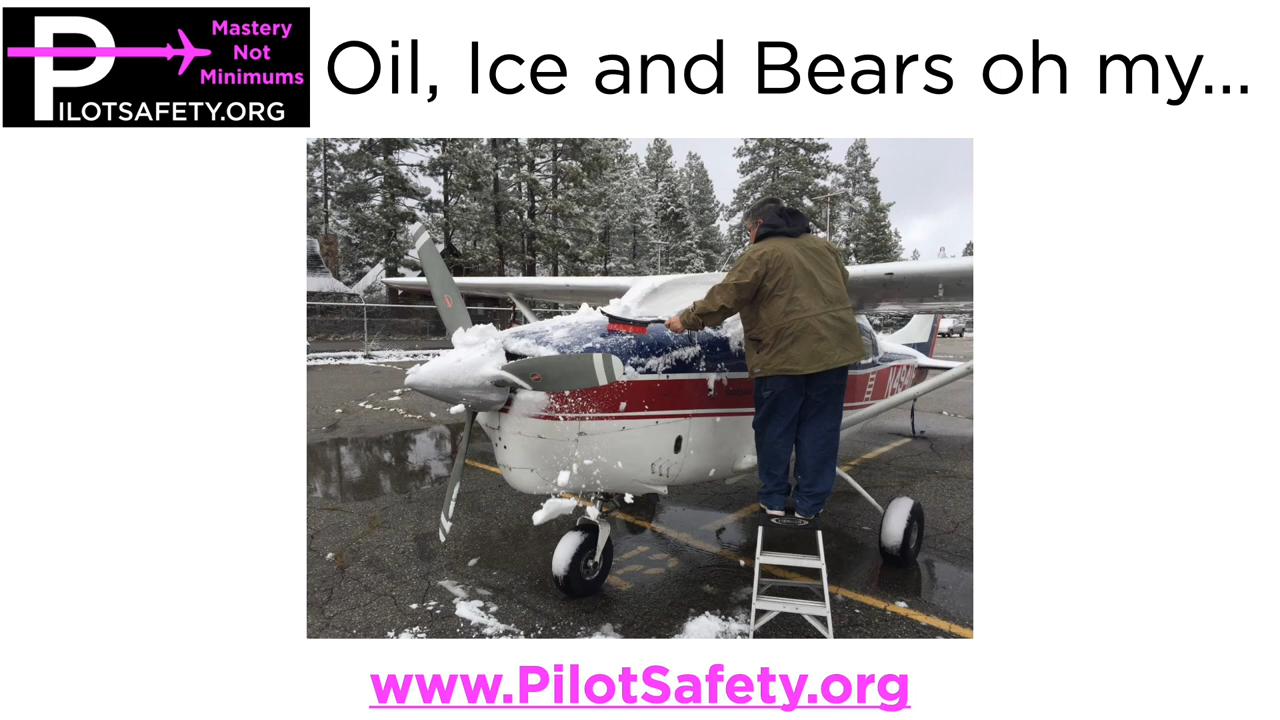 Mastery
Not
Minimums
PILOTSAFETY.ORG
Oil, Ice and Bears oh my...
www.PilotSafety.org